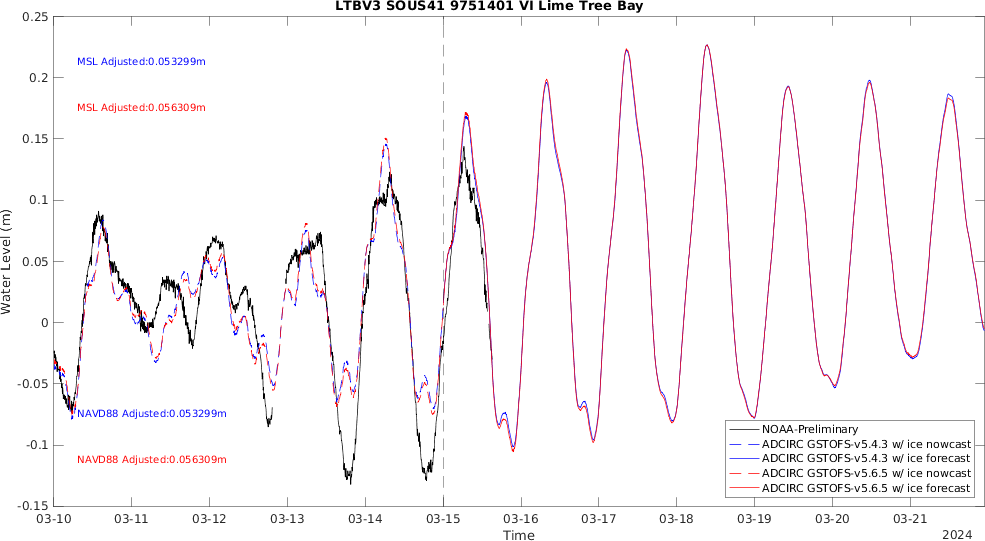 LTBV3 SOUS41 9751401 VI Lime Tree Bay
0.25
0.2
0.15
0.1
0.05
0
-0.05
-0.1
-0.15
Water Level (m)
MSL Adjusted:0.053299m
MSL Adjusted:0.056309m
NAVD88 Adjusted:0.053299m
NAVD88 Adjusted:0.056309m
NOAA-Preliminary
ADCIRC GSTOFS-v5.4.3 w/ ice nowcast
ADCIRC GSTOFS-v5.4.3 w/ ice forecast
ADCIRC GSTOFS-v5.6.5 w/ ice nowcast
ADCIRC GSTOFS-v5.6.5 w/ ice forecast
03-10 03-11 03-12 03-13 03-14 03-15 03-16 03-17 03-18 03-19 03-20 03-21
Time
2024